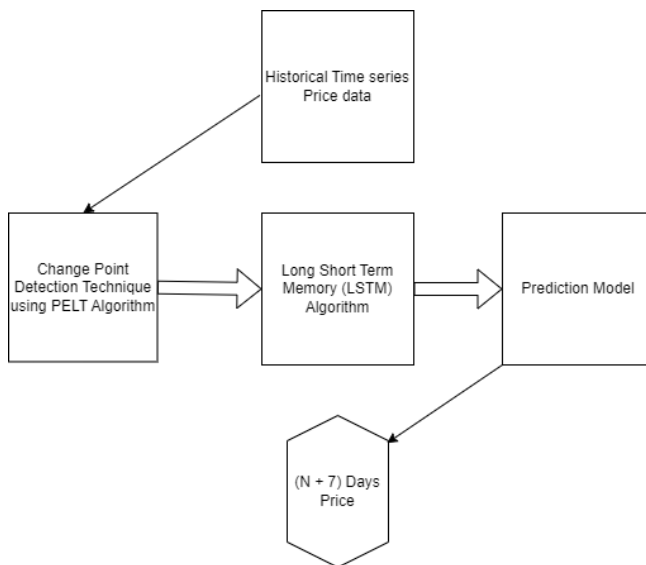 Historical Time series
Price data
Change Point
Detection Technique
using PELT Algorithm
Long Short Term
Memory (LSTM)
Algorithm
Prediction Model
(N + 7) Days
Price